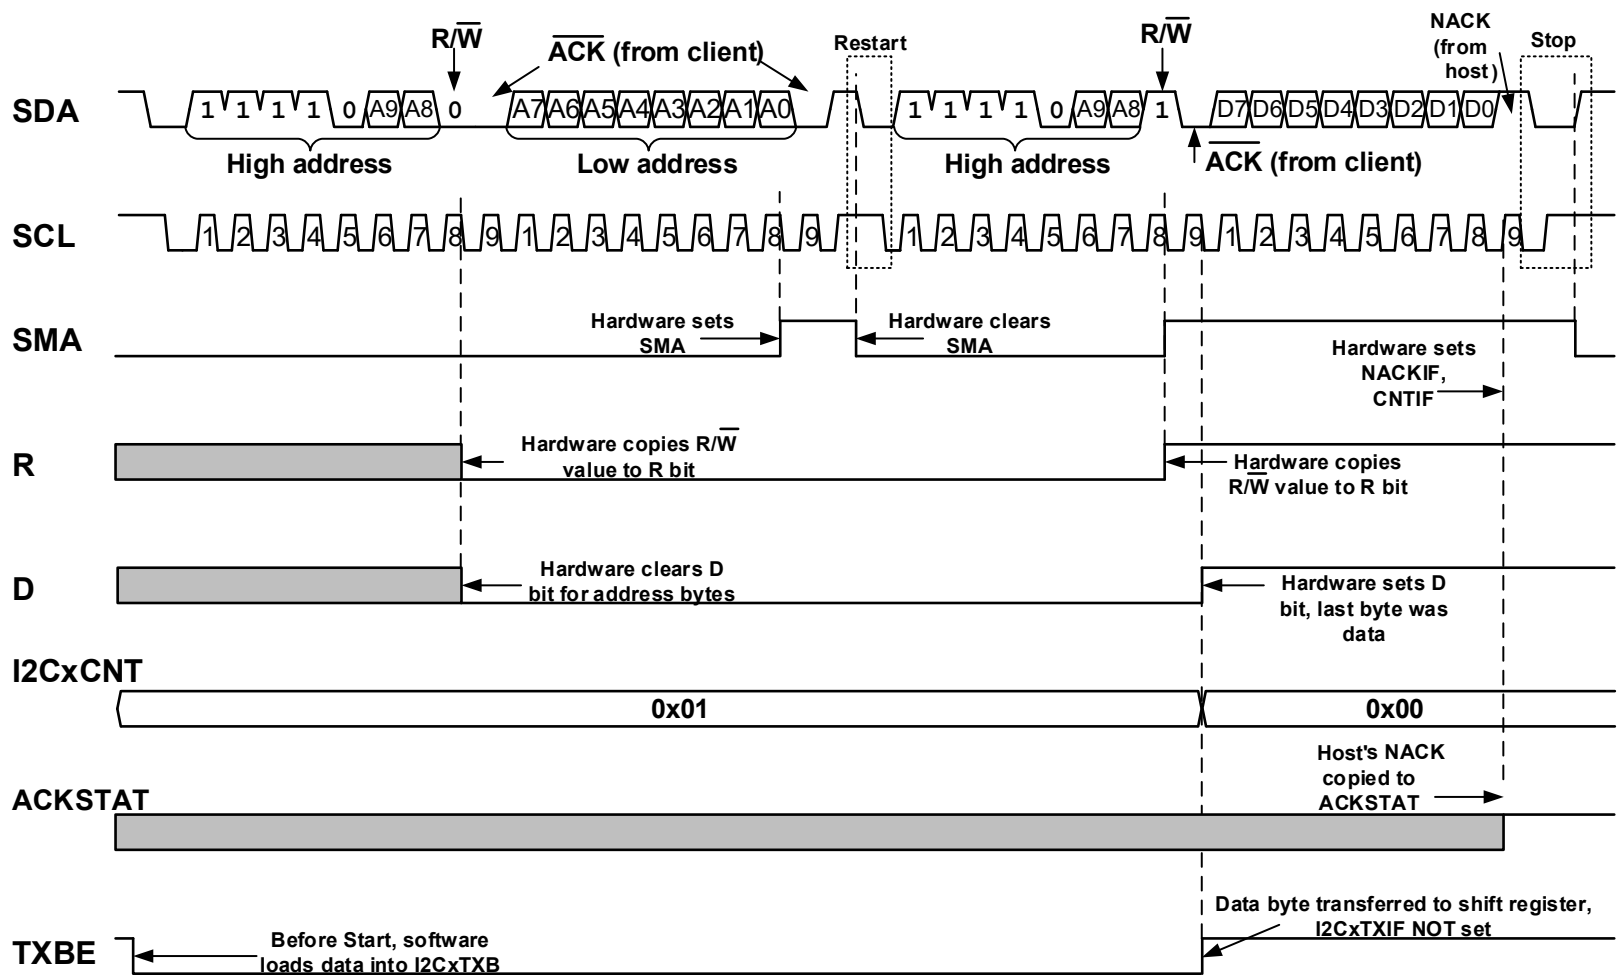 R/W
ACK (from client)
Restart
R/W
NACK
(from
host)
Stop
SDA
1 1 1 1 0 A9 A8 0 A7 A6 A5 A4 A3 A2 A1 A0 1 1 1 1 0 A9 A8 1 D7 D6 D5 D4 D3 D2 D1 D0
High address
Low address
High address
ACK (from client)
SCL
1 2 3 4 5 6 7 8 9 1 2 3 4 5 6 7 8 9 1 2 3 4 5 6 7 8 9 1 2 3 4 5 6 7 8 9
SMA
Hardware sets
SMA
Hardware clears
SMA
Hardware sets
NACKIF,
CNTIF
R
Hardware copies R/W
value to R bit
Hardware copies
R/W value to R bit
D
Hardware clears D
bit for address bytes
Hardware sets D
bit, last byte was
data
I2CxCNT
0x01
0x00
ACKSTAT
Host's NACK
copied to
ACKSTAT
TXBE
Before Start, software
loads data into I2CxTXB
Data byte transferred to shift register,
I2CxTXIF NOT set